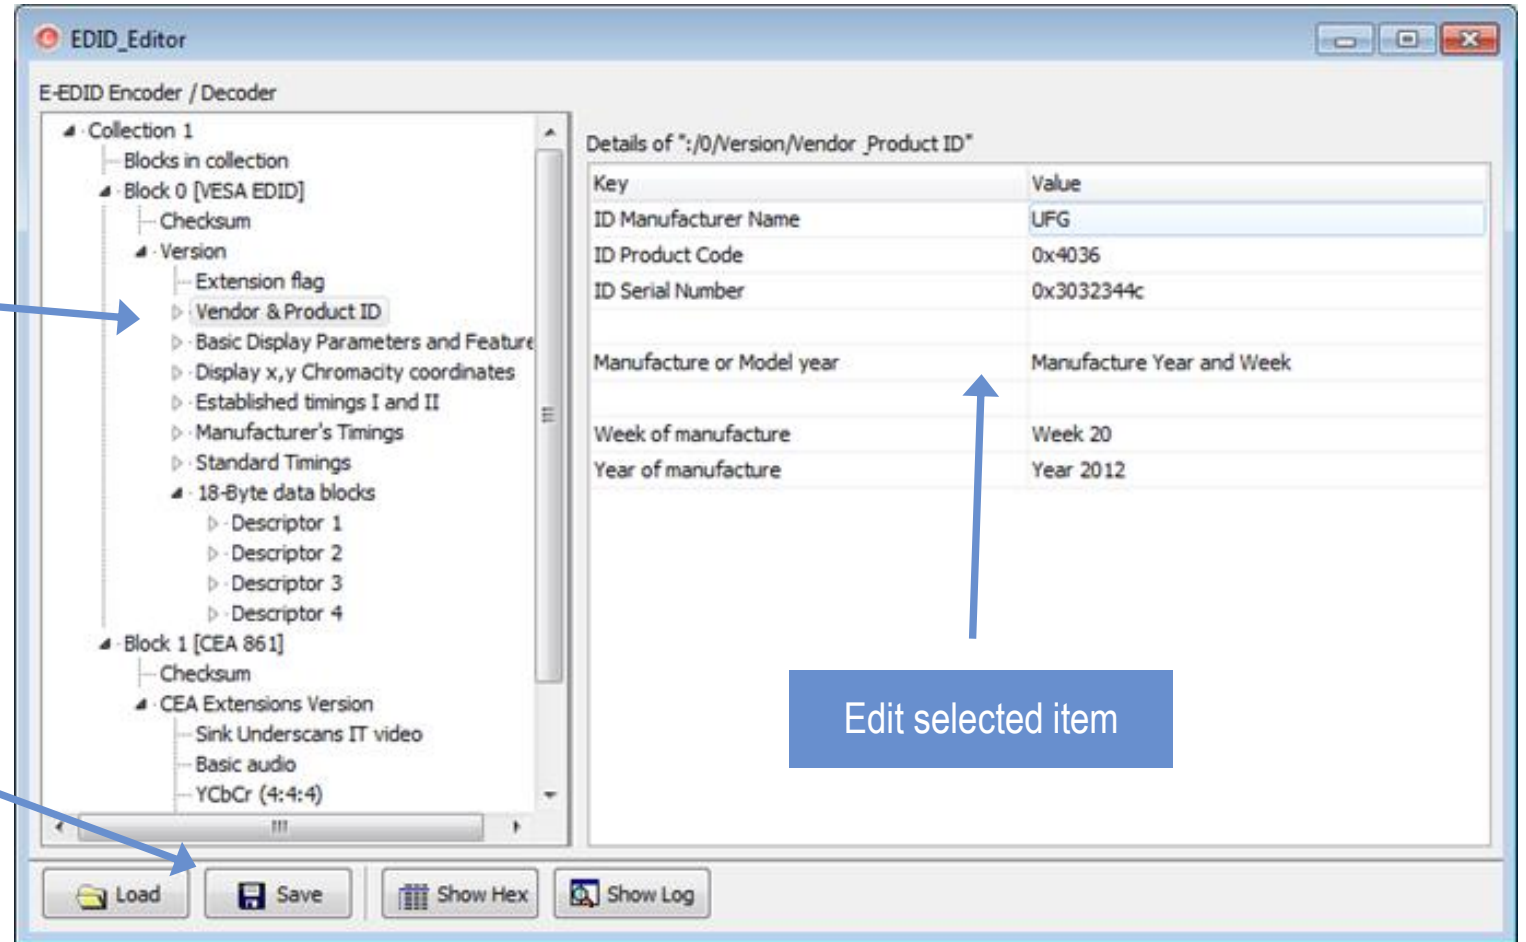 EDID_Editor
E-EDID Encoder / Decoder
Collection 1
Blocks in collection
Block 0 [VESA EDID]
Checksum
Version
Extension flag
Vendor & Product ID
Basic Display Parameters and Feature
Display x,y Chromacity coordinates
Established timings I and II
Manufacturer's Timings
Standard Timings
18-Byte data blocks
Descriptor 1
Descriptor 2
Descriptor 3
Descriptor 4
Block 1 [CEA 861]
Checksum
CEA Extensions Version
Sink Underscans IT video
Basic audio
YCbCr (4:4:4)
Details of ":/0/Version/Vendor _Product ID"
Key Value
ID Manufacturer Name UFG
ID Product Code 0x4036
ID Serial Number 0x3032344c
Manufacture or Model year Manufacture Year and Week
Week of manufacture Week 20
Year of manufacture Year 2012
Edit selected item
Load Save Show Hex Show Log